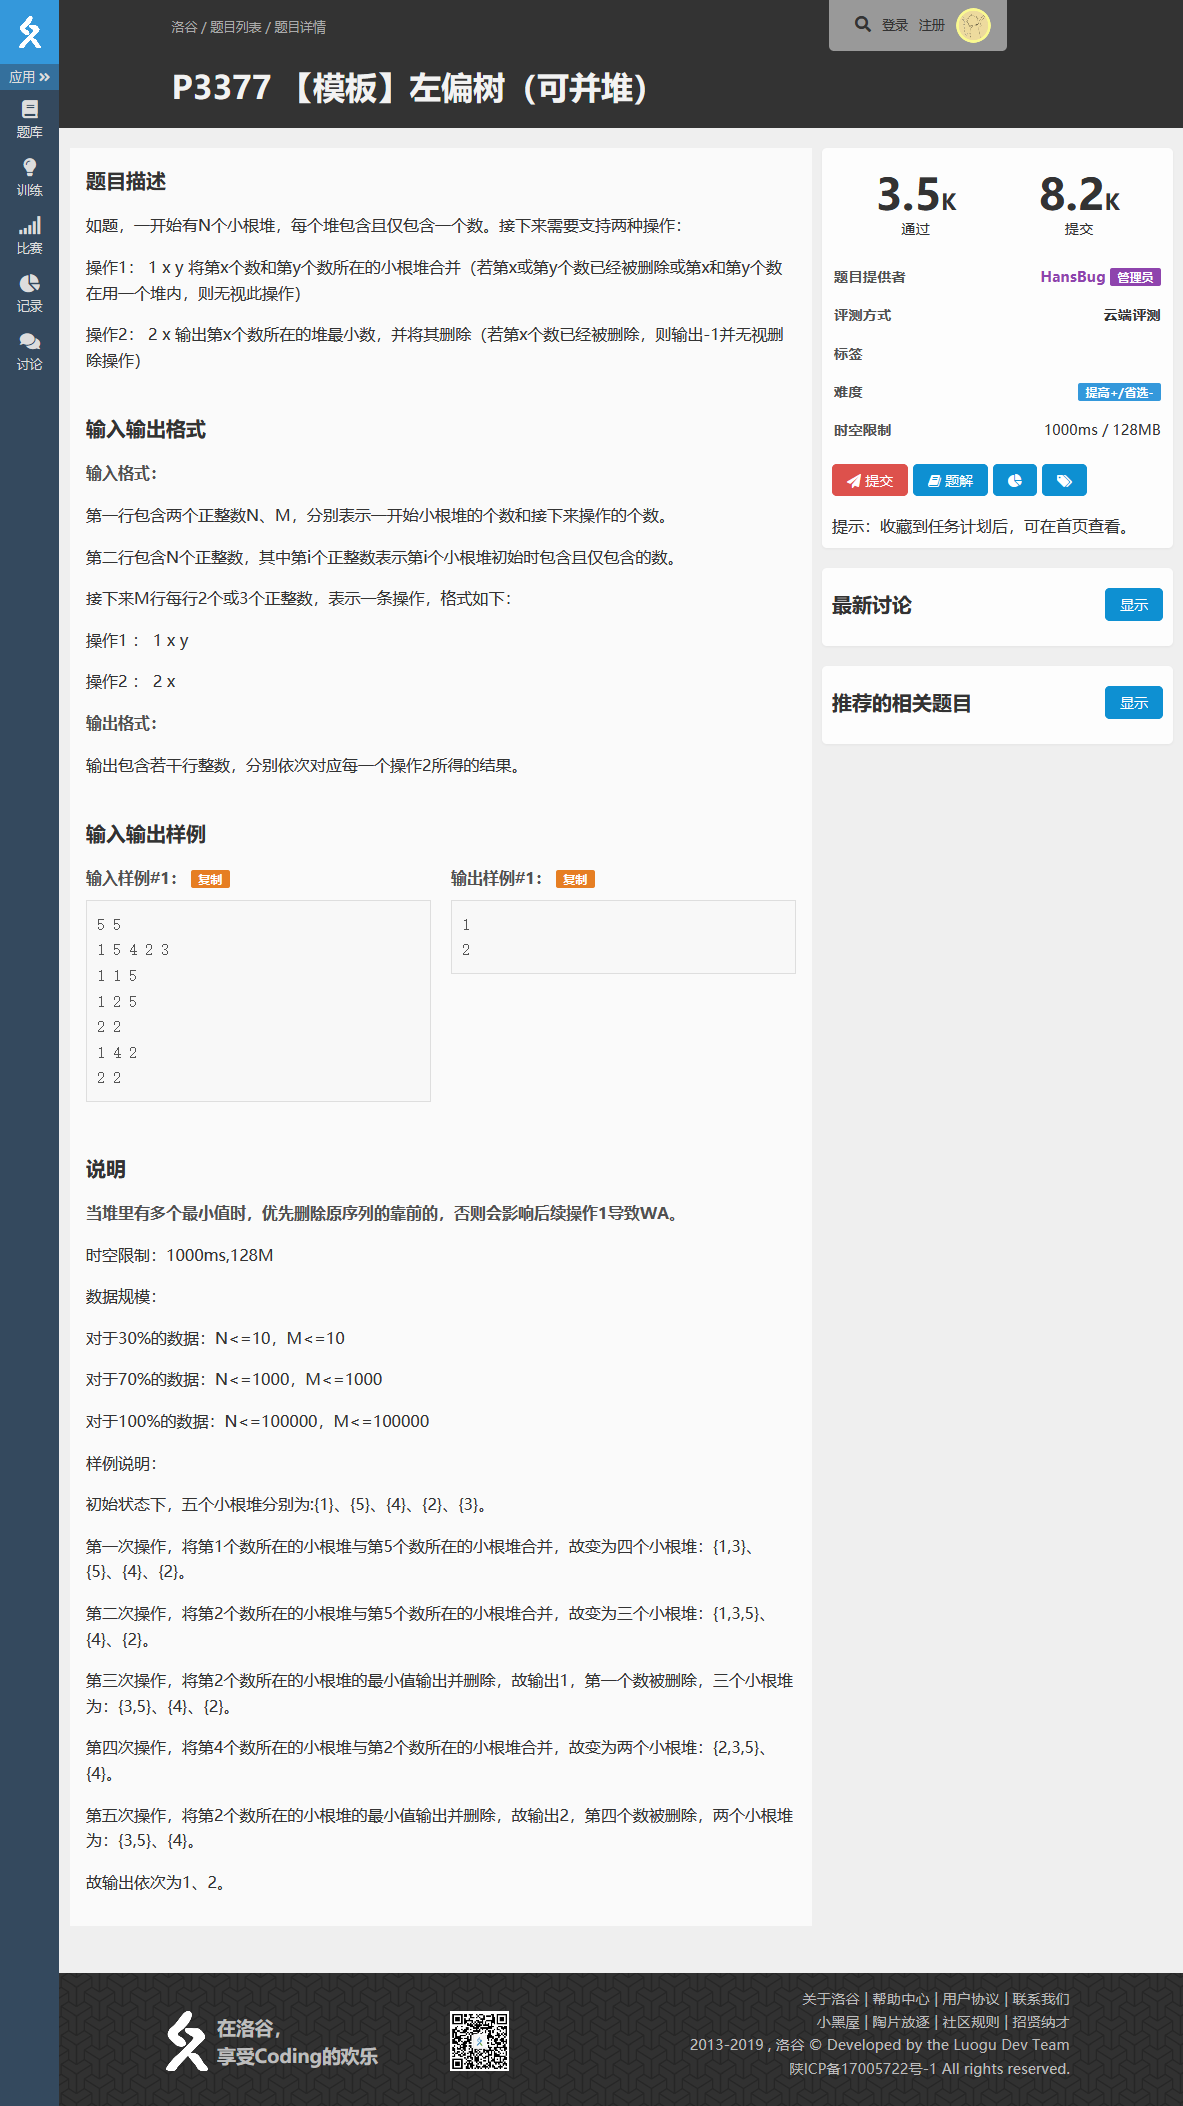 洛谷 / 题目列表 / 题目详情
登录 注册
P3377 【模板】左偏树（可并堆）
应用
题库
训练
比赛
记录
讨论
题目描述
如题，一开始有N个小根堆，每个堆包含且仅包含一个数。接下来需要支持两种操作：
操作1： 1 x y 将第x个数和第y个数所在的小根堆合并（若第x或第y个数已经被删除或第x和第y个数
在用一个堆内，则无视此操作）
操作2： 2 x 输出第x个数所在的堆最小数，并将其删除（若第x个数已经被删除，则输出-1并无视删
除操作）
输入输出格式
输入格式：
第一行包含两个正整数N、M，分别表示一开始小根堆的个数和接下来操作的个数。
第二行包含N个正整数，其中第i个正整数表示第i个小根堆初始时包含且仅包含的数。
接下来M行每行2个或3个正整数，表示一条操作，格式如下：
操作1 ： 1 x y
操作2 ： 2 x
输出格式：
输出包含若干行整数，分别依次对应每一个操作2所得的结果。
输入输出样例
输入样例#1： 复制
5 5
1 5 4 2 3
1 1 5
1 2 5
2 2
1 4 2
2 2
输出样例#1： 复制
1
2
说明
当堆里有多个最小值时，优先删除原序列的靠前的，否则会影响后续操作1导致WA。
时空限制：1000ms,128M
数据规模：
对于30%的数据：N<=10，M<=10
对于70%的数据：N<=1000，M<=1000
对于100%的数据：N<=100000，M<=100000
样例说明：
初始状态下，五个小根堆分别为:{1}、{5}、{4}、{2}、{3}。
第一次操作，将第1个数所在的小根堆与第5个数所在的小根堆合并，故变为四个小根堆：{1,3}、
{5}、{4}、{2}。
第二次操作，将第2个数所在的小根堆与第5个数所在的小根堆合并，故变为三个小根堆：{1,3,5}、
{4}、{2}。
第三次操作，将第2个数所在的小根堆的最小值输出并删除，故输出1，第一个数被删除，三个小根堆
为：{3,5}、{4}、{2}。
第四次操作，将第4个数所在的小根堆与第2个数所在的小根堆合并，故变为两个小根堆：{2,3,5}、
{4}。
第五次操作，将第2个数所在的小根堆的最小值输出并删除，故输出2，第四个数被删除，两个小根堆
为：{3,5}、{4}。
故输出依次为1、2。
3.5K 8.2K
通过 提交
题目提供者 HansBug 管理员
评测方式 云端评测
标签
难度 提高+/省选-
时空限制 1000ms / 128MB
提交 题解
提示：收藏到任务计划后，可在首页查看。
最新讨论 显示
推荐的相关题目 显示
在洛谷，
享受Coding的欢乐
关于洛谷 | 帮助中心 | 用户协议 | 联系我们
小黑屋 | 陶片放逐 | 社区规则 | 招贤纳才
2013-2019 , 洛谷 © Developed by the Luogu Dev Team
陕ICP备17005722号-1 All rights reserved.